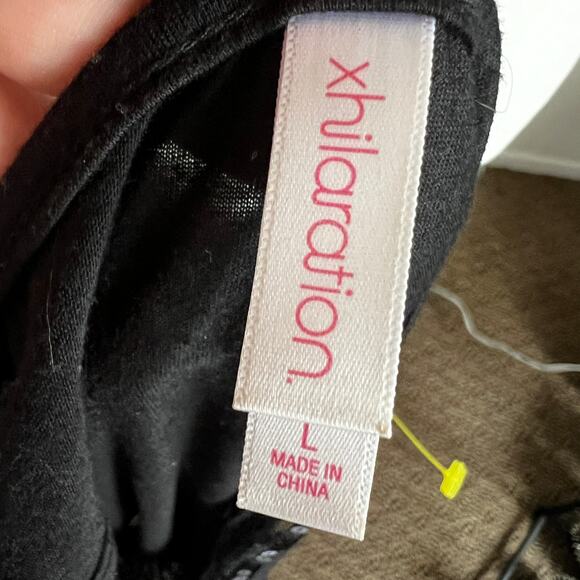 xhilaration.
L
MADE IN
CHINA